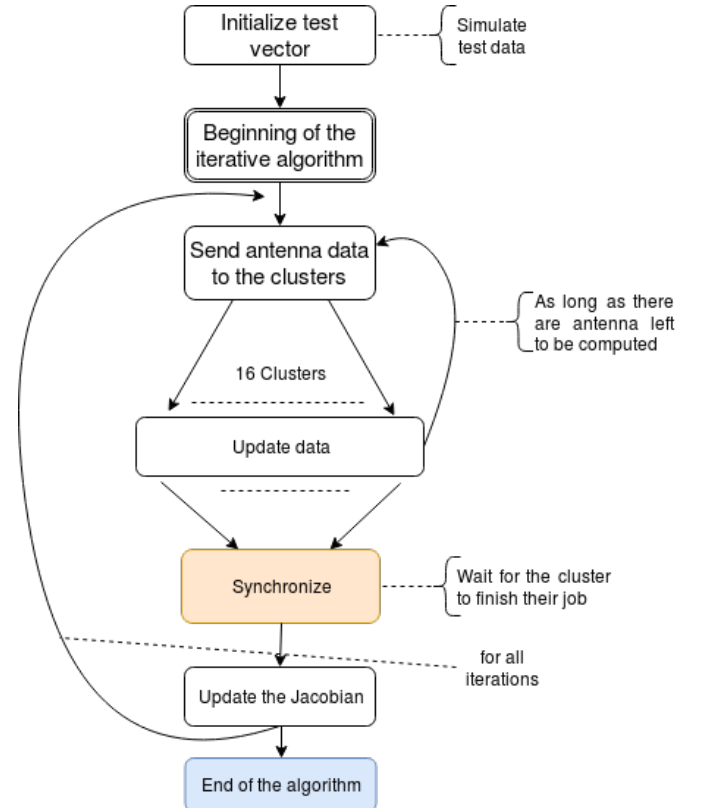 Initialize test
vector
Simulate
test data
Beginning of the
iterative algorithm
Send antenna data
to the clusters
As long as there
are antenna left
to be computed
16 Clusters
Update data
Synchronize
Wait for the cluster
to finish their job
for all
iterations
Update the Jacobian
End of the algorithm